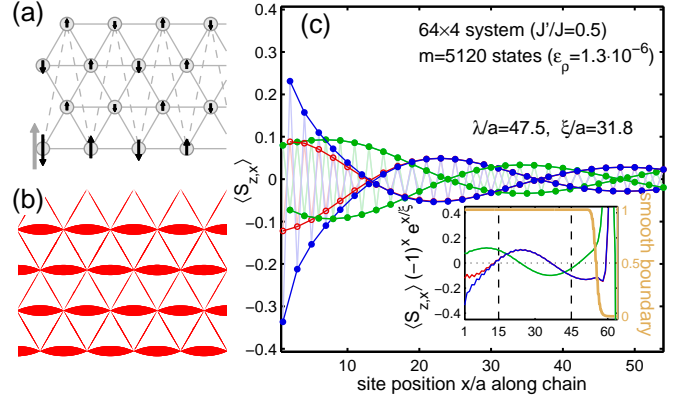 (a)
(b)
(c)
64×4 system (J'/J=0.5)
m=5120 states (ε_ρ=1.3·10^−6)
λ/a=47.5, ξ/a=31.8
⟨S_z,x⟩
0.4
0.3
0.2
0.1
0
−0.1
−0.2
−0.3
−0.4
10
20
30
40
50
site position x/a along chain
⟨S_z,x⟩ (−1)^x e^x/ξ
0.4
0.2
0
−0.2
−0.4
1
15
30
45
60
1
0.5
0
smooth boundary